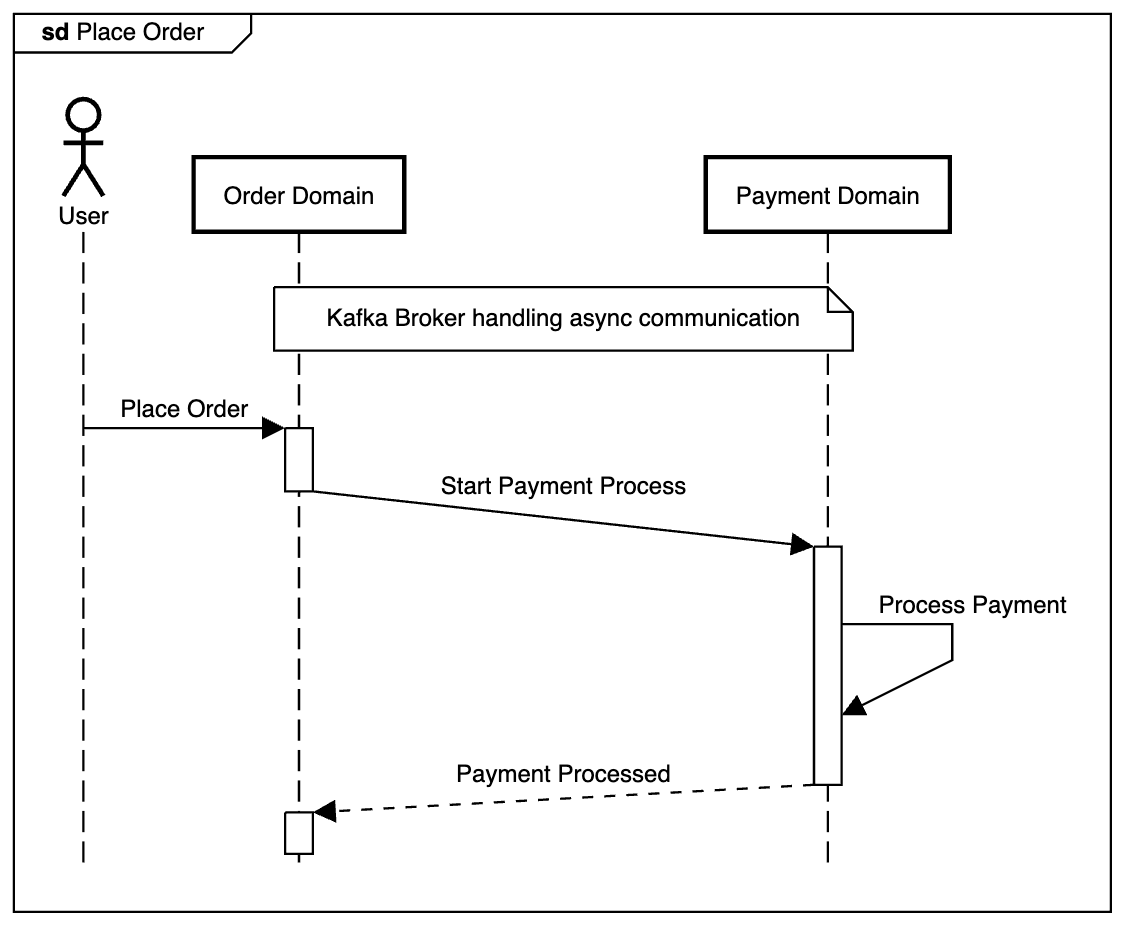 sd Place Order
User
Order Domain
Payment Domain
Kafka Broker handling async communication
Place Order
Start Payment Process
Process Payment
Payment Processed